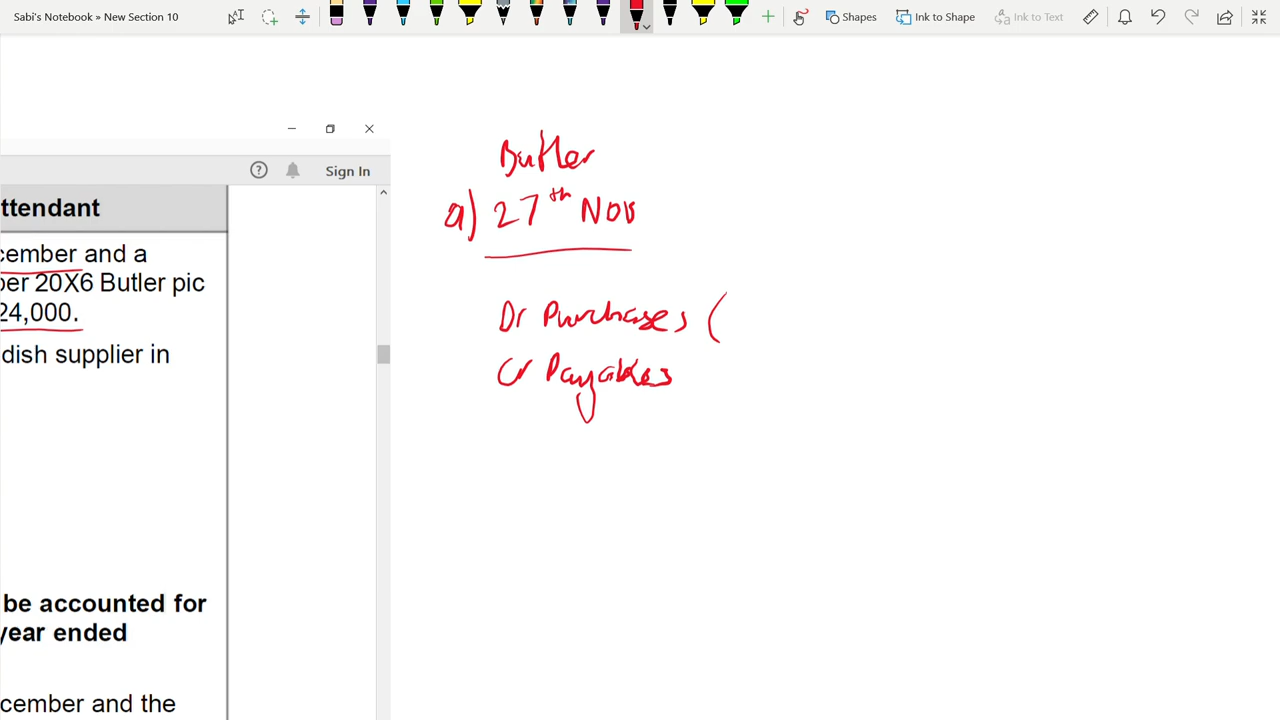 Sabi's Notebook » New Section 10
Shapes
Ink to Shape
Ink to Text
Sign In
ttendant
cember and a
ber 20X6 Butler pic
24,000.
dish supplier in
be accounted for
year ended
cember and the
Butler
a) 27th Nov
Dr Purchases (
Cr Payables